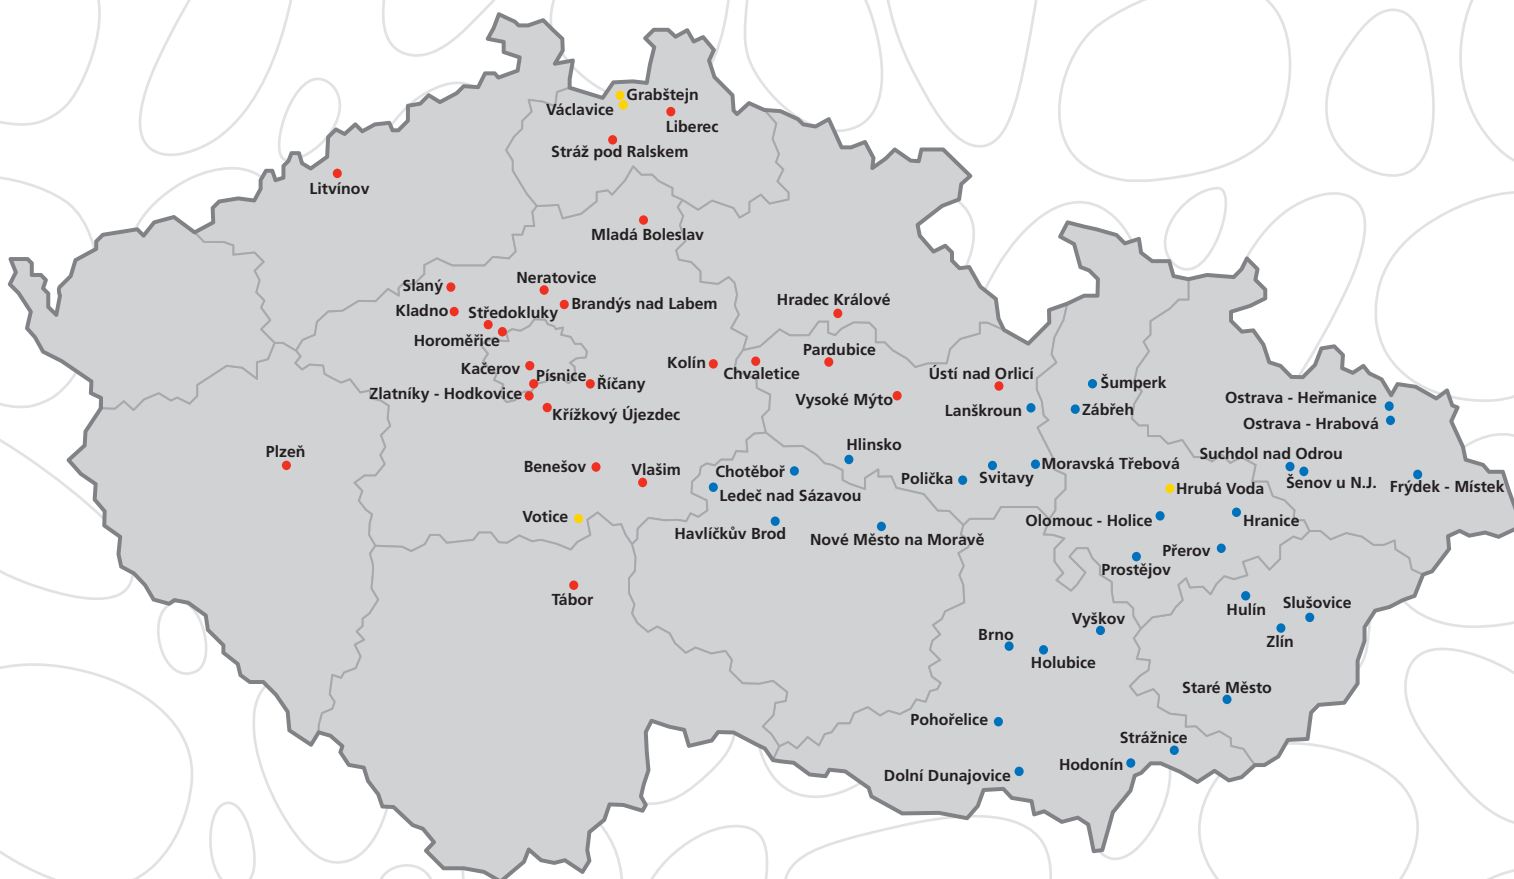 Grabštejn
Václavice
Liberec
Stráž pod Ralskem
Litvínov
Mladá Boleslav
Neratovice
Slaný
Brandýs nad Labem
Kladno
Středokluky
Hradec Králové
Horoměřice
Pardubice
Kolín
Kačerov
Chvaletice
Ústí nad Orlicí
Písnice
Říčany
Šumperk
Zlatníky - Hodkovice
Vysoké Mýto
Ostrava - Heřmanice
Lanškroun
Zábřeh
Křížkový Újezdec
Ostrava - Hrabová
Hlinsko
Plzeň
Suchdol nad Odrou
Moravská Třebová
Benešov
Vlašim
Chotěboř
Polička
Svitavy
Šenov u N.J.
Frýdek - Místek
Hrubá Voda
Ledeč nad Sázavou
Votice
Olomouc - Holice
Hranice
Havlíčkův Brod
Nové Město na Moravě
Přerov
Prostějov
Tábor
Hulín
Slušovice
Vyškov
Brno
Zlín
Holubice
Staré Město
Pohořelice
Strážnice
Hodonín
Dolní Dunajovice